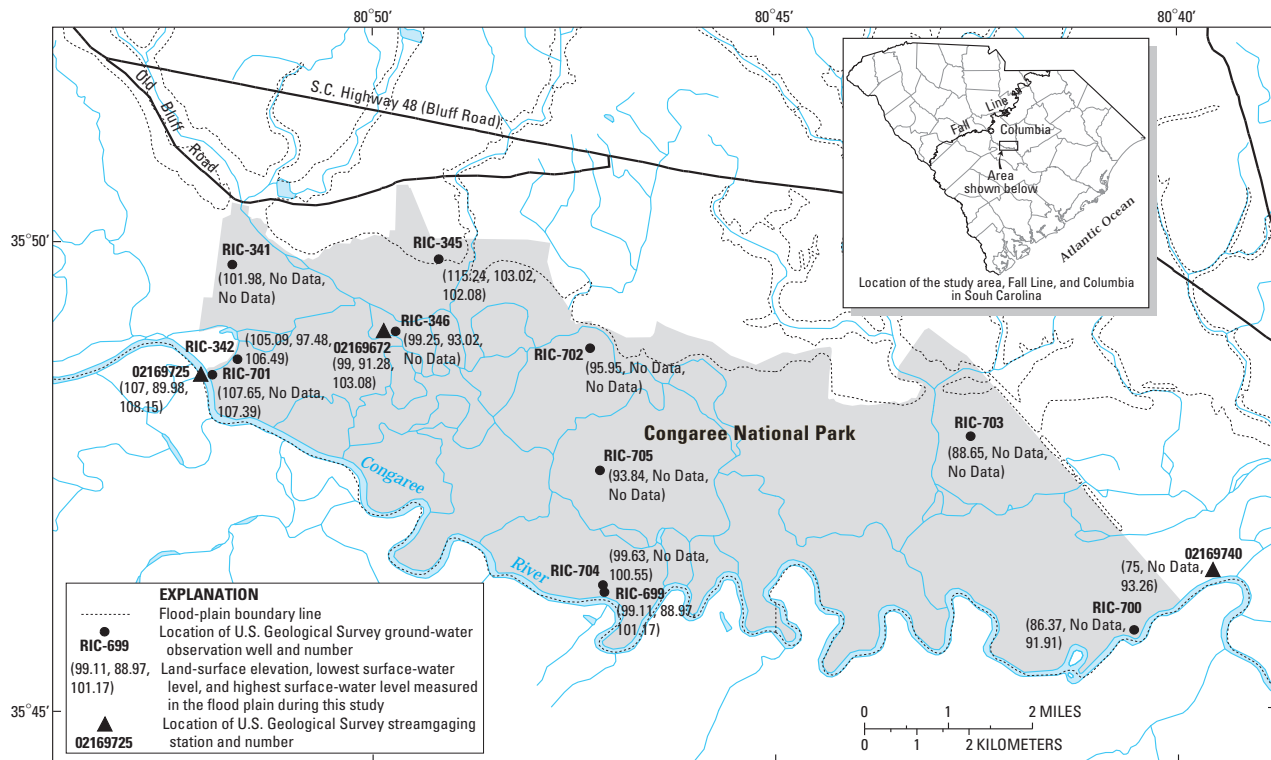 80°50'
80°45'
80°40'
Old Bluff Road
S.C. Highway 48 (Bluff Road)
Fall Line
Columbia
Area
shown below
Atlantic Ocean
Location of the study area, Fall Line, and Columbia
in Souh Carolina
35°50'
RIC-341
(101.98, No Data,
No Data)
RIC-345
(115.24, 103.02,
102.08)
RIC-346
(99.25, 93.02,
No Data)
02169672
(99, 91.28,
103.08)
RIC-342
(105.09, 97.48,
106.49)
02169725
(107, 89.98,
108.15)
RIC-701
(107.65, No Data,
107.39)
RIC-702
(95.95, No Data,
No Data)
Congaree National Park
RIC-703
(88.65, No Data,
No Data)
RIC-705
(93.84, No Data,
No Data)
Congaree
River
RIC-704
(99.63, No Data,
100.55)
RIC-699
(99.11, 88.97,
101.17)
02169740
(75, No Data,
93.26)
RIC-700
(86.37, No Data,
91.91)
35°45'
EXPLANATION
Flood-plain boundary line
RIC-699
Location of U.S. Geological Survey ground-water
observation well and number
(99.11, 88.97,
101.17)
Land-surface elevation, lowest surface-water
level, and highest surface-water level measured
in the flood plain during this study
02169725
Location of U.S. Geological Survey streamgaging
station and number
0 1 2 MILES
0 1 2 KILOMETERS